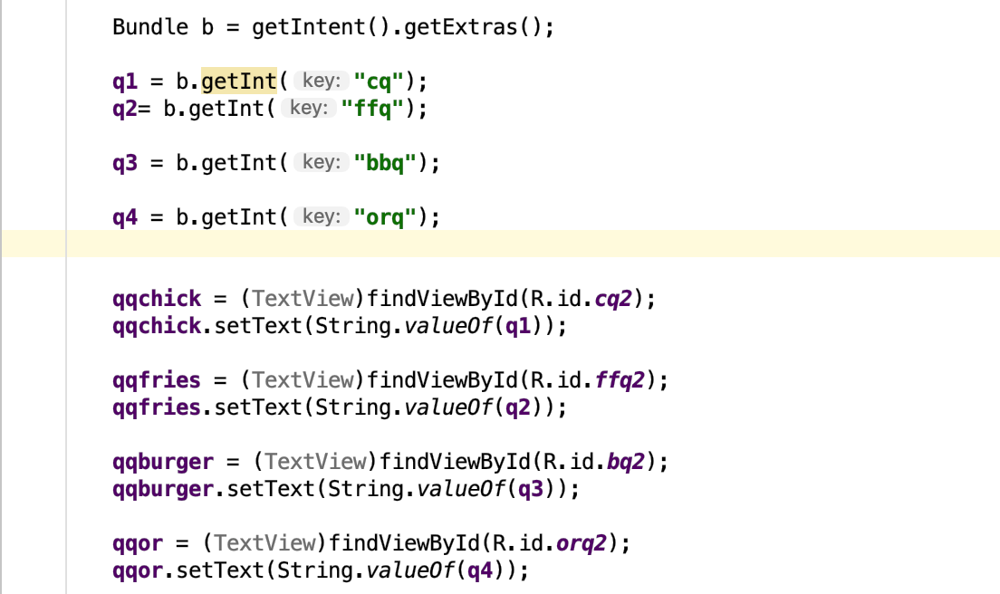 Bundle b = getIntent().getExtras();
q1 = b.getInt( key: "cq");
q2= b.getInt( key: "ffq");
q3 = b.getInt( key: "bbq");
q4 = b.getInt( key: "orq");
qqchick = (TextView)findViewById(R.id.cq2);
qqchick.setText(String.valueOf(q1));
qqfries = (TextView)findViewById(R.id.ffq2);
qqfries.setText(String.valueOf(q2));
qqburger = (TextView)findViewById(R.id.bq2);
qqburger.setText(String.valueOf(q3));
qqor = (TextView)findViewById(R.id.orq2);
qqor.setText(String.valueOf(q4));